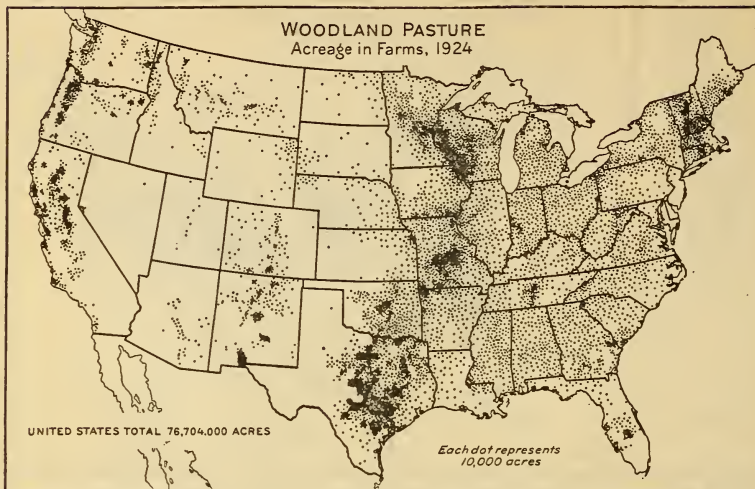 WOODLAND PASTURE
Acreage in Farms, 1924
UNITED STATES TOTAL 76,704,000 ACRES
Each dot represents
10,000 acres